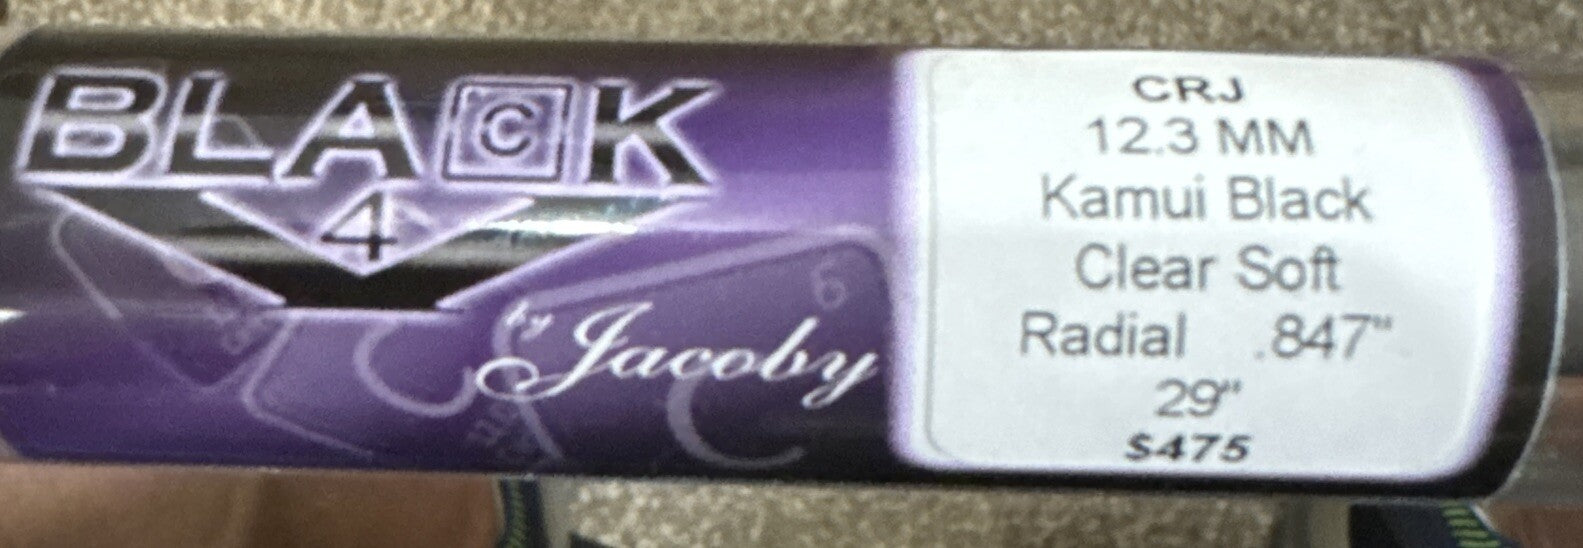 BLACK
4
by Jacoby
CRJ
12.3 MM
Kamui Black
Clear Soft
Radial .847"
29"
$475